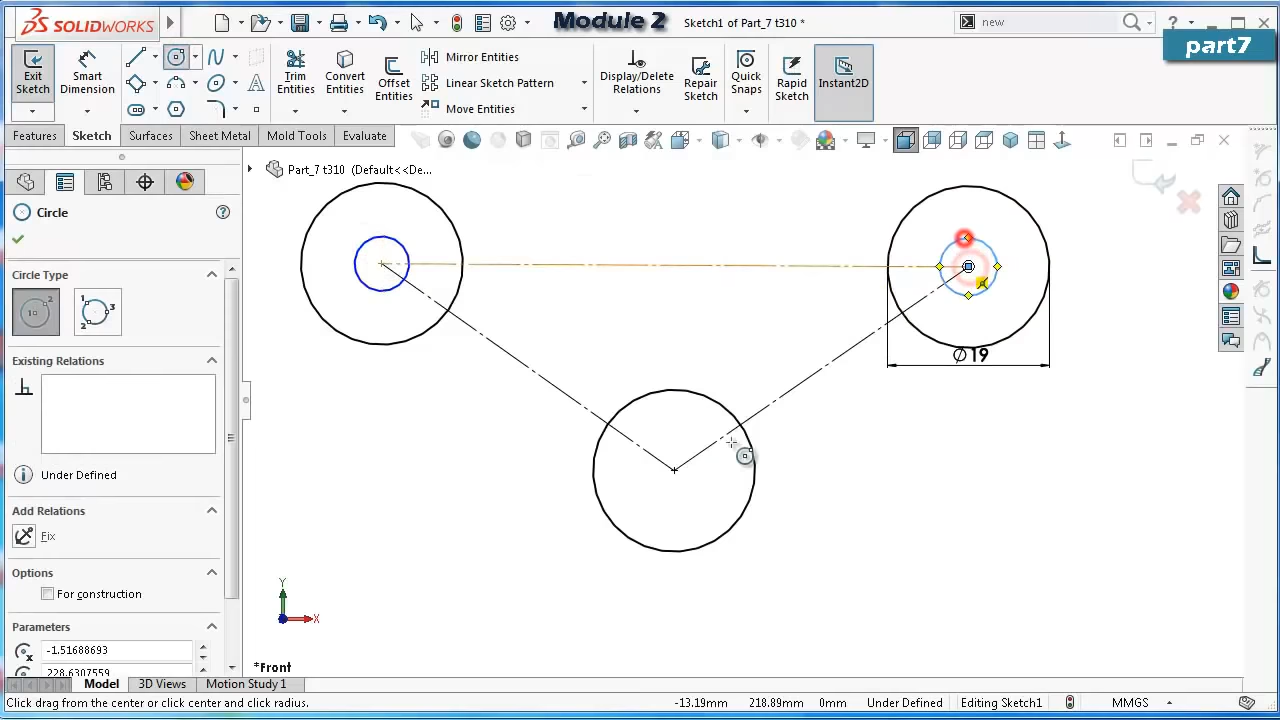 SOLIDWORKS
Module 2
Sketch1 of Part_7 t310 *
new
?
part7
Exit Sketch
Smart Dimension
Trim Entities
Convert Entities
Offset Entities
Mirror Entities
Linear Sketch Pattern
Move Entities
Display/Delete Relations
Repair Sketch
Quick Snaps
Rapid Sketch
Instant2D
Features
Sketch
Surfaces
Sheet Metal
Mold Tools
Evaluate
Part_7 t310 (Default<<De...
Circle
Circle Type
Existing Relations
Under Defined
Add Relations
Fix
Options
For construction
Parameters
-1.51688693
228.6307559
∅19
Y
X
*Front
Model
3D Views
Motion Study 1
Click drag from the center or click center and click radius.
-13.19mm
218.89mm
0mm
Under Defined
Editing Sketch1
MMGS